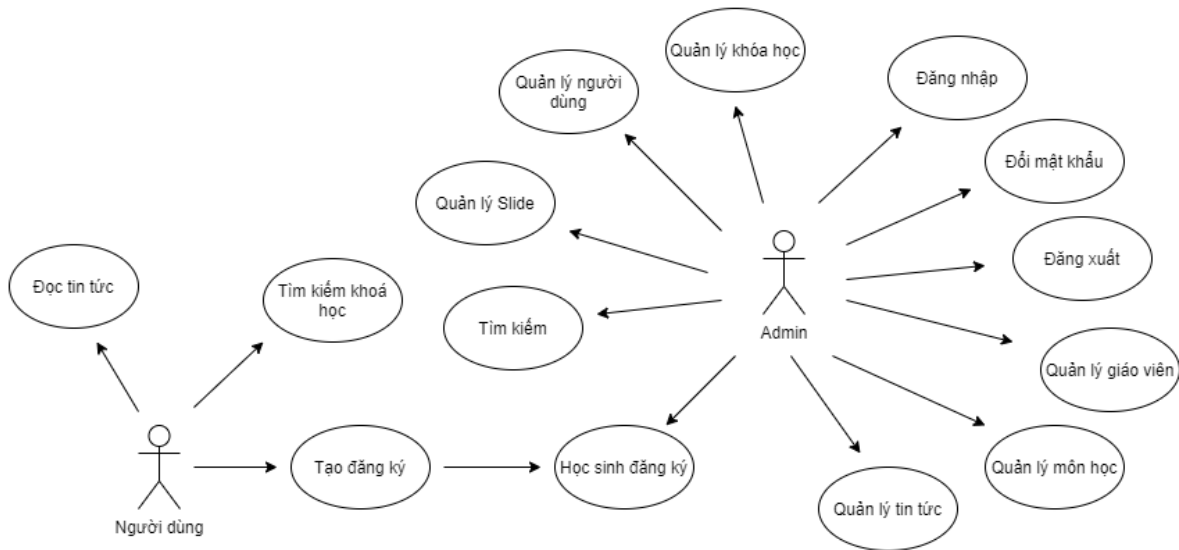 Quản lý khóa học
Quản lý người
dùng
Đăng nhập
Đổi mật khẩu
Quản lý Slide
Đăng xuất
Đọc tin tức
Tìm kiếm khoá
học
Tìm kiếm
Admin
Quản lý giáo viên
Tạo đăng ký
Học sinh đăng ký
Quản lý môn học
Quản lý tin tức
Người dùng